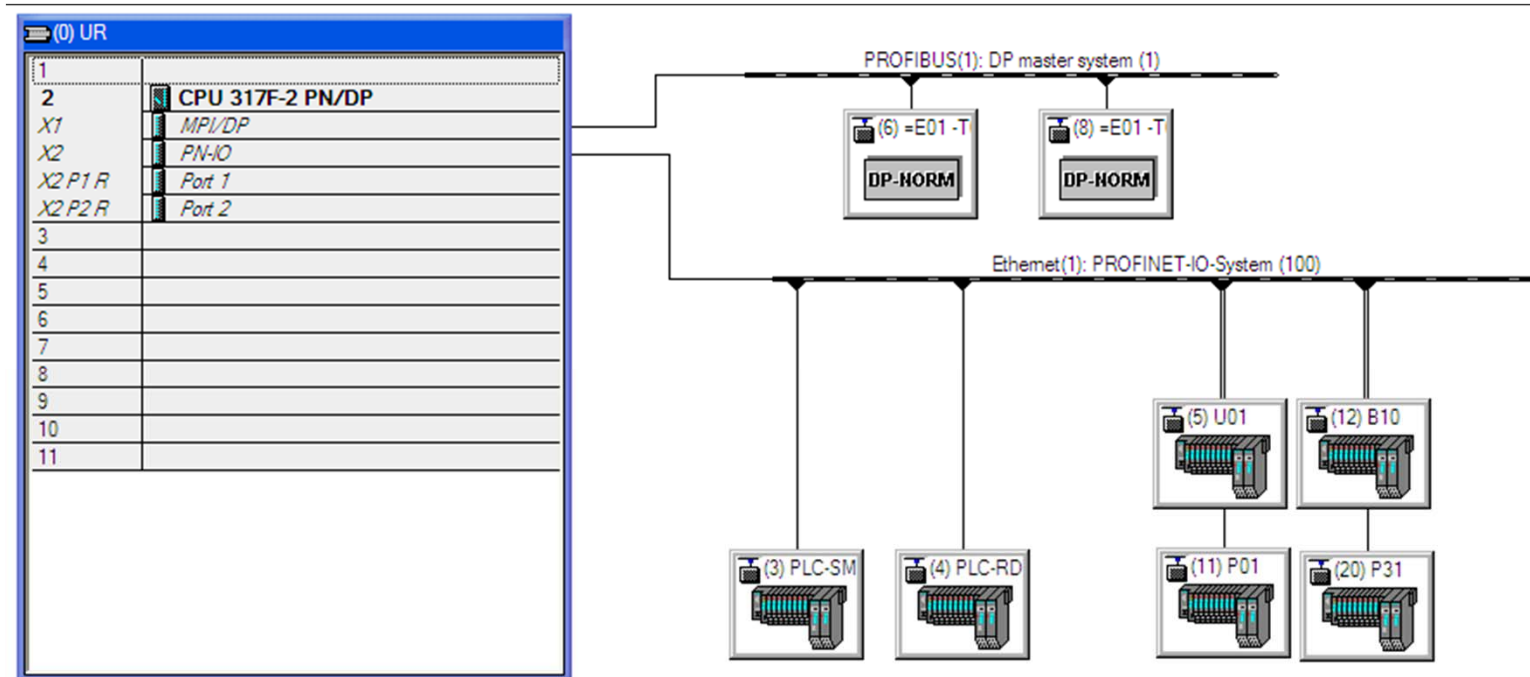 (0) UR
1
2 CPU 317F-2 PN/DP
X1 MPI/DP
X2 PN-IO
X2 P1 R Port 1
X2 P2 R Port 2
3
4
5
6
7
8
9
10
11
PROFIBUS(1): DP master system (1)
(6) =E01 -T
(8) =E01 -T
DP-NORM
DP-NORM
Ethernet(1): PROFINET-IO-System (100)
(5) U01
(12) B10
(3) PLC-SM
(4) PLC-RD
(11) P01
(20) P31